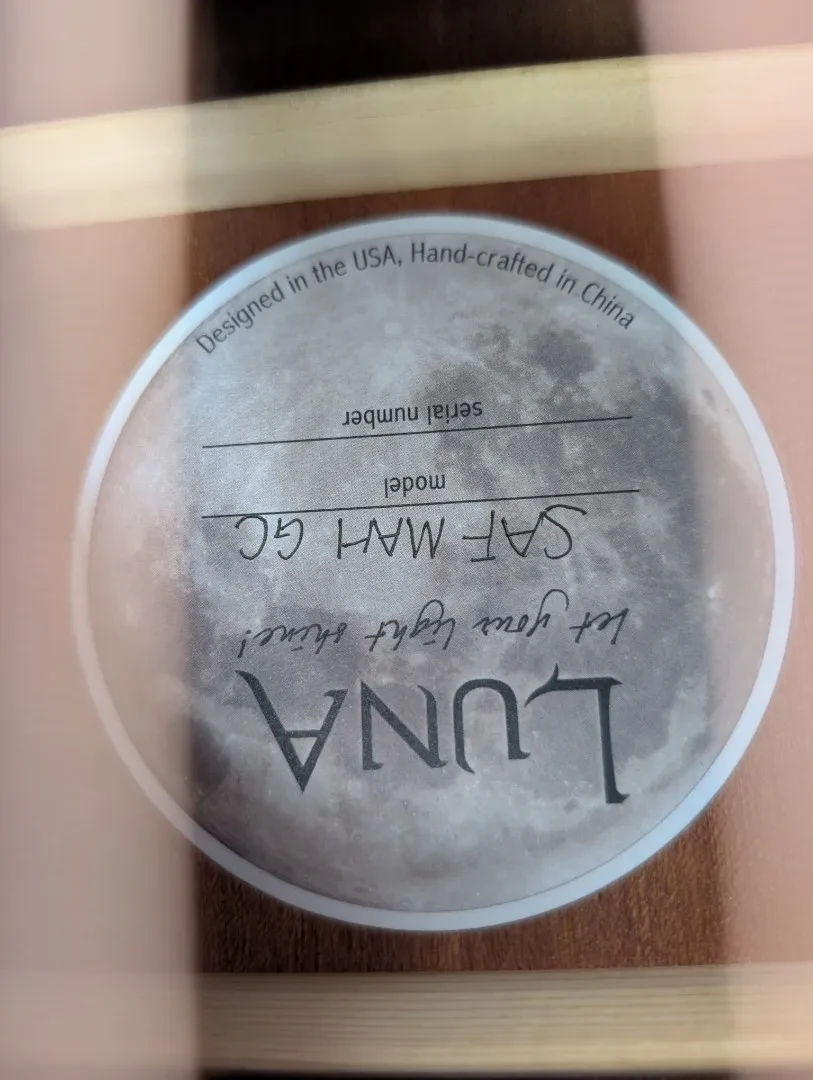 LUNA
let your light shine!
SAF MAH GC
model
serial number
Designed in the USA, Hand-crafted in China